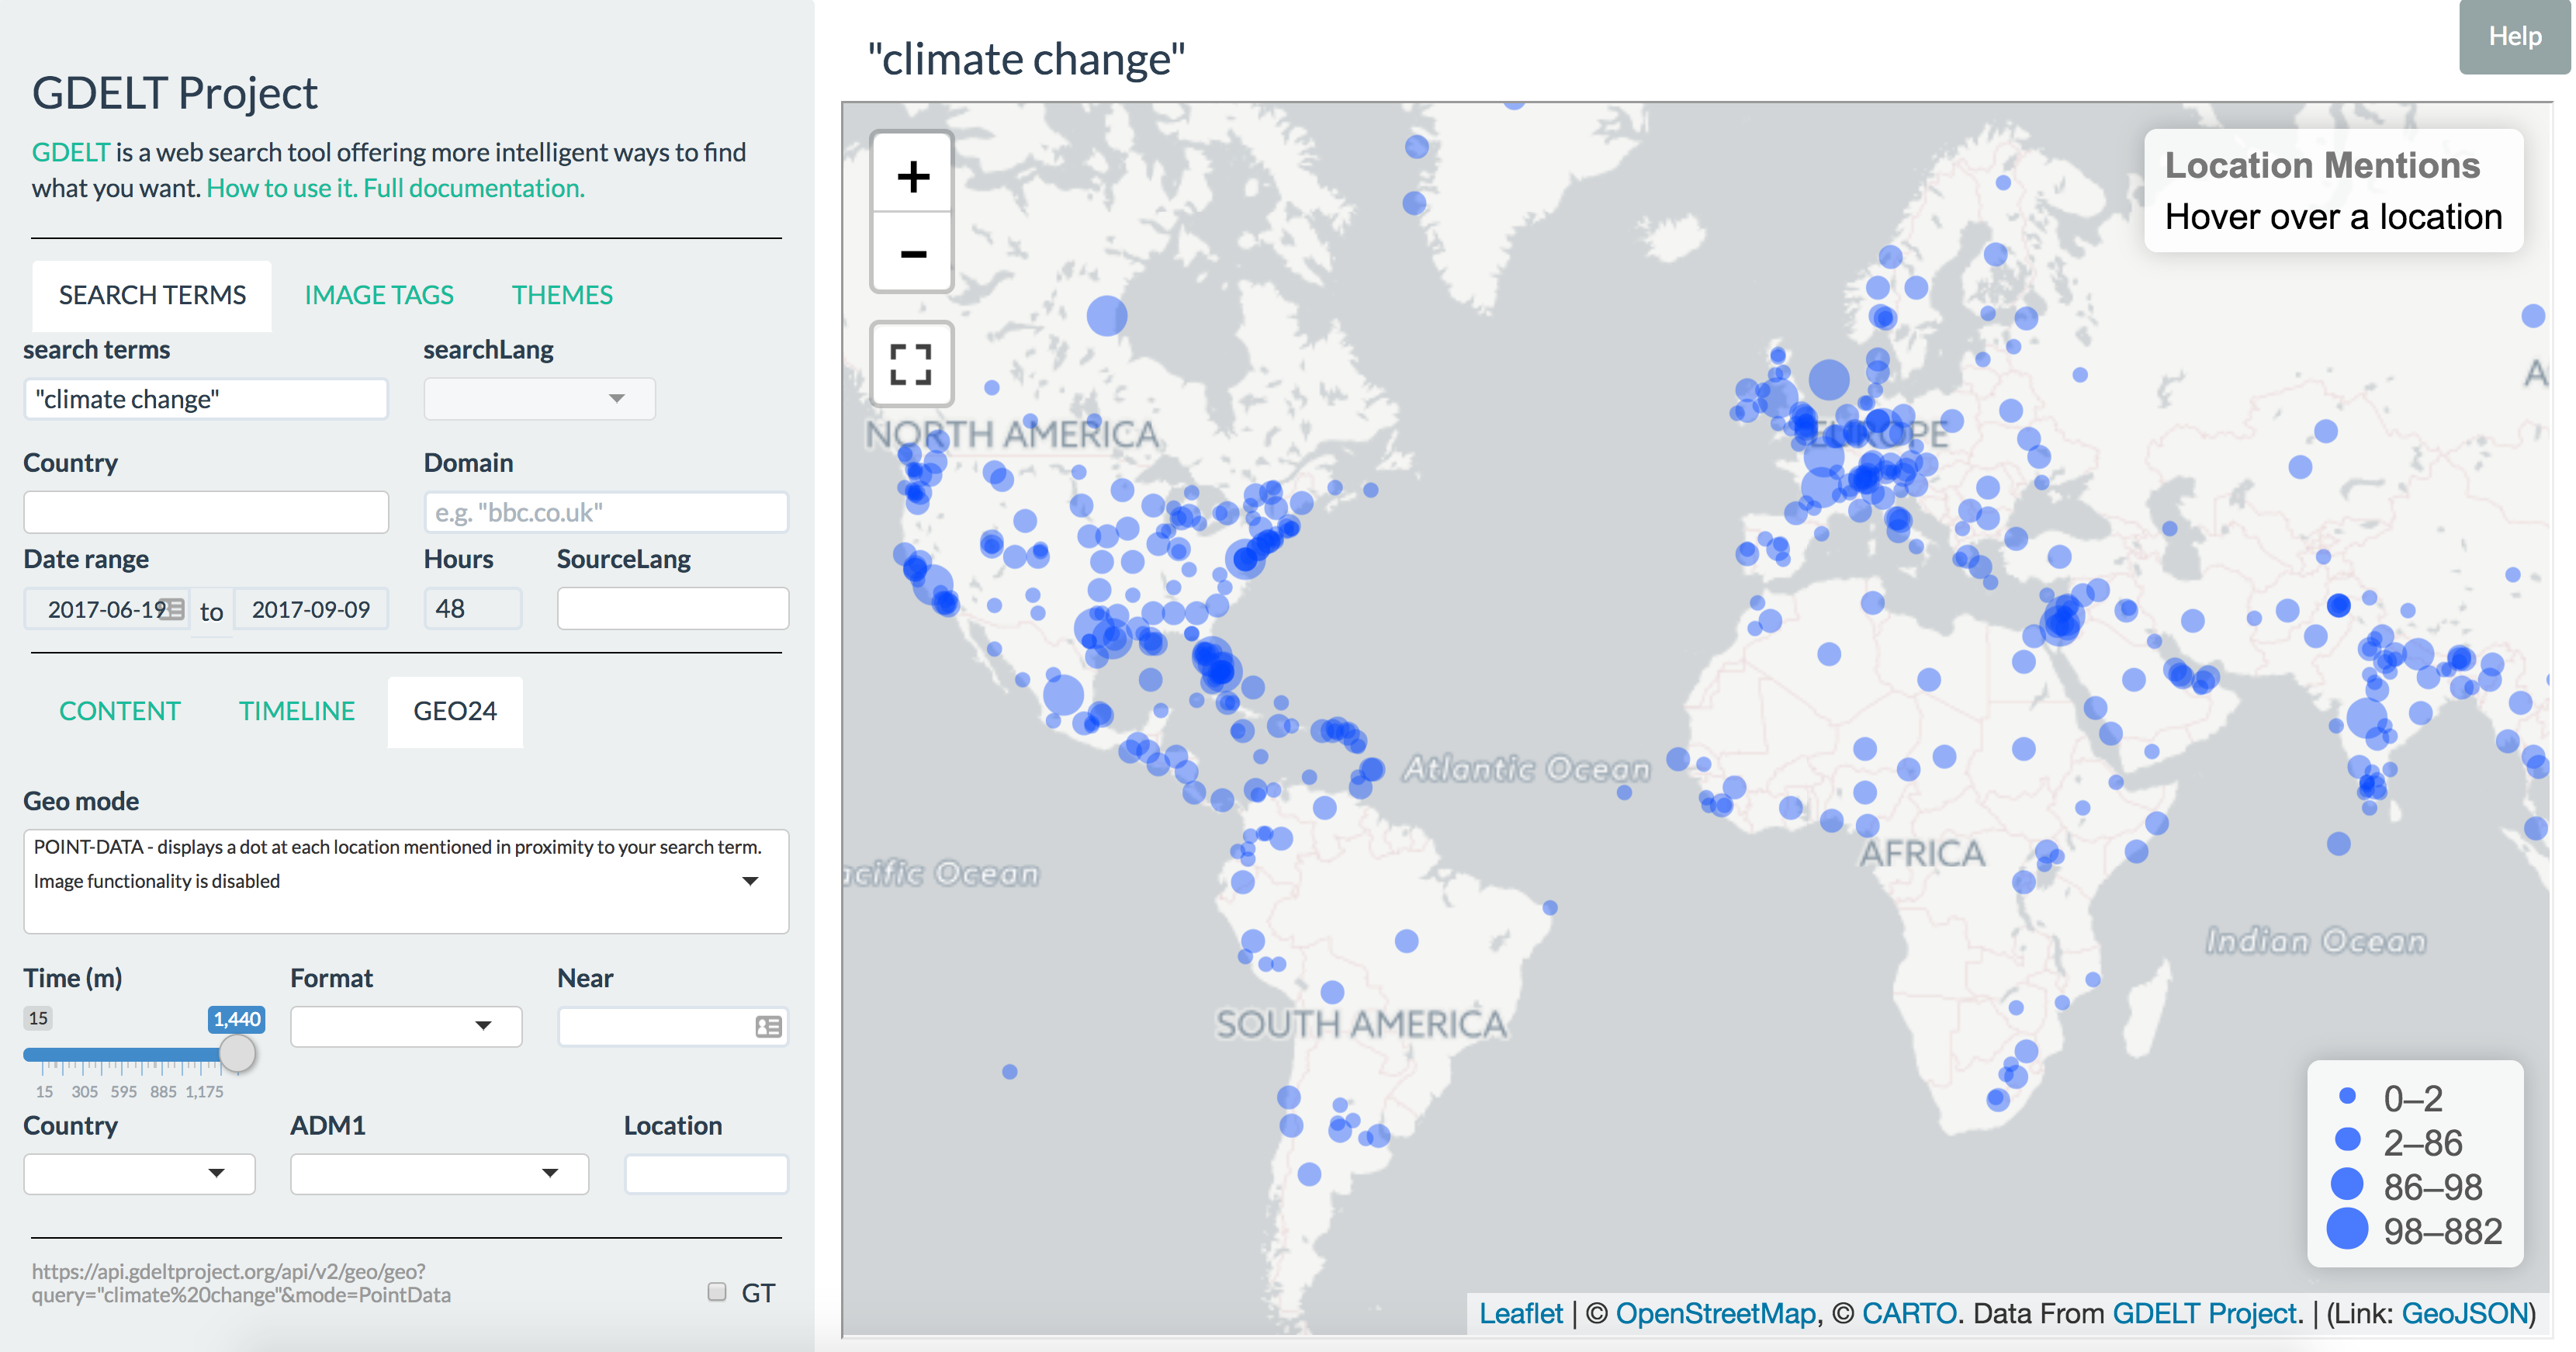 GDELT Project
GDELT is a web search tool offering more intelligent ways to find
what you want. How to use it. Full documentation.
SEARCH TERMS IMAGE TAGS THEMES
search terms searchLang
"climate change"
Country Domain
e.g. "bbc.co.uk"
Date range Hours SourceLang
2017-06-19 to 2017-09-09 48
CONTENT TIMELINE GEO24
Geo mode
POINT-DATA - displays a dot at each location mentioned in proximity to your search term.
Image functionality is disabled
Time (m) Format Near
15 1,440
15 305 595 885 1,175
Country ADM1 Location
https://api.gdeltproject.org/api/v2/geo/geo?
query="climate%20change"&mode=PointData
GT
"climate change"
Help
+
−
Location Mentions
Hover over a location
A
NORTH AMERICA
EUROPE
Atlantic Ocean
AFRICA
acific Ocean
Indian Ocean
SOUTH AMERICA
0–2
2–86
86–98
98–882
Leaflet | © OpenStreetMap, © CARTO. Data From GDELT Project. | (Link: GeoJSON)